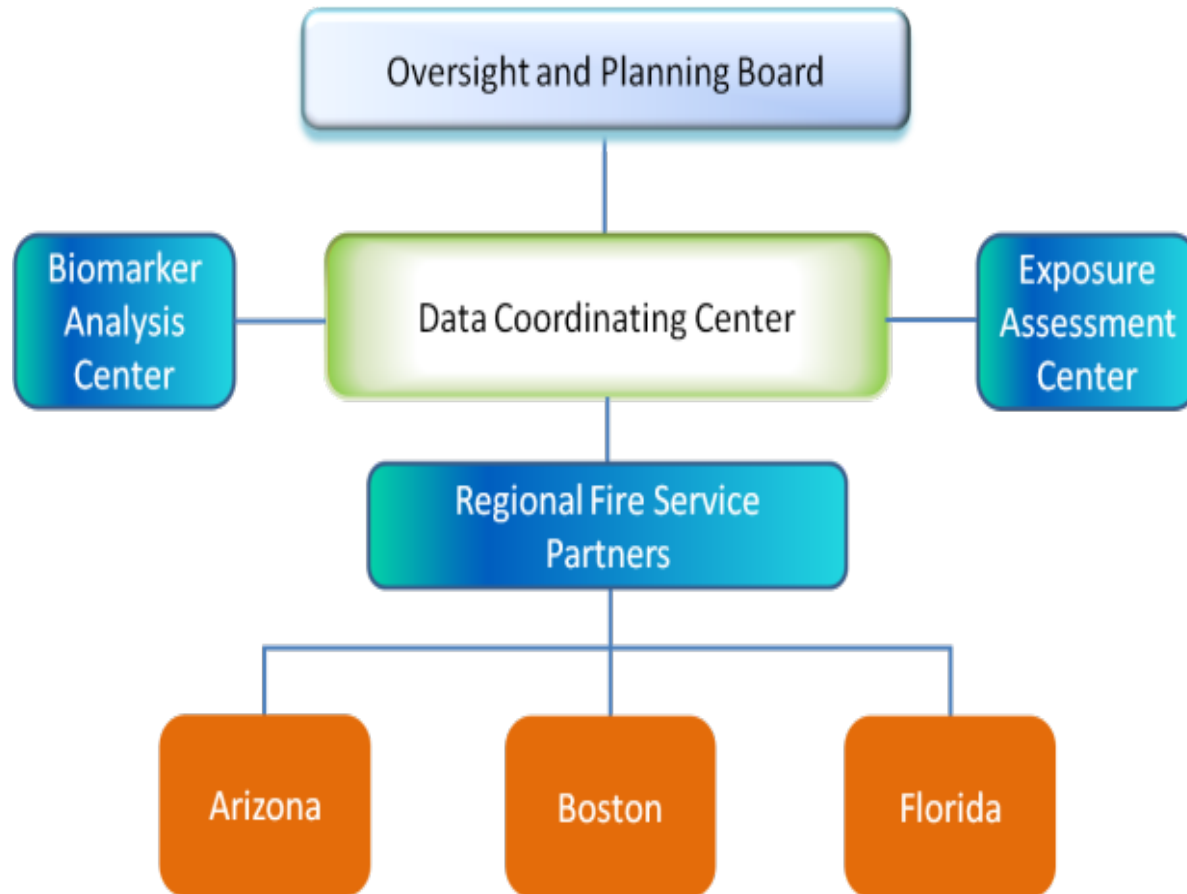 Oversight and Planning Board
Biomarker
Analysis
Center
Data Coordinating Center
Exposure
Assessment
Center
Regional Fire Service
Partners
Arizona
Boston
Florida